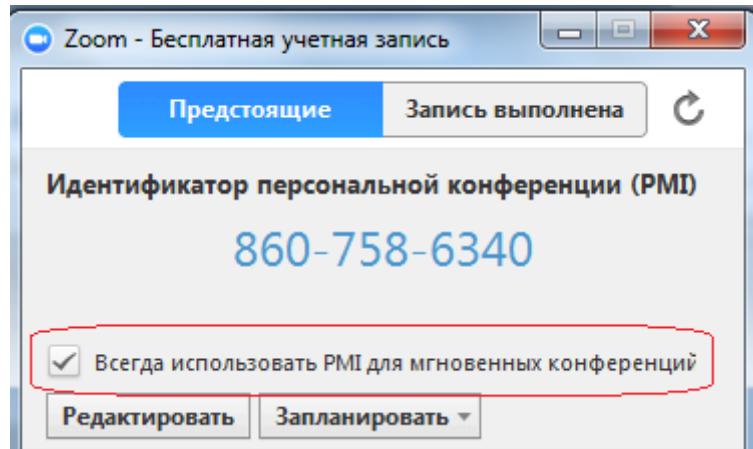 Zoom - Бесплатная учетная запись
Предстоящие Запись выполнена
Идентификатор персональной конференции (PMI)
860-758-6340
Всегда использовать PMI для мгновенных конференций
Редактировать Запланировать